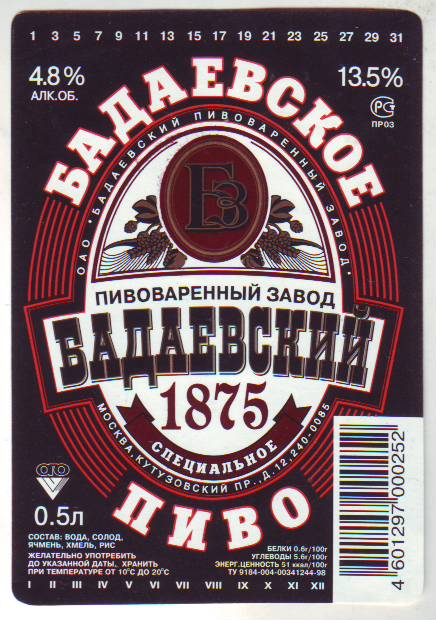 1 3 5 7 9 11 13 15 17 19 21 23 25 27 29 31
4.8% 13.5%
АЛК.ОБ.
РС
ПР03
БАДАЕВСКОЕ
ОАО • БАДАЕВСКИЙ ПИВОВАРЕННЫЙ ЗАВОД •
БЗ
ПИВОВАРЕННЫЙ ЗАВОД
БАДАЕВСКИЙ
1875
СПЕЦИАЛЬНОЕ
МОСКВА, КУТУЗОВСКИЙ ПР., Д.12, 240-0085
ПИВО
0.5Л
СОСТАВ: ВОДА, СОЛОД,
ЯЧМЕНЬ, ХМЕЛЬ, РИС
ЖЕЛАТЕЛЬНО УПОТРЕБИТЬ
ДО УКАЗАННОЙ ДАТЫ. ХРАНИТЬ
ПРИ ТЕМПЕРАТУРЕ ОТ 10°С ДО 20°С
БЕЛКИ 0.6г/100г
УГЛЕВОДЫ 5.6г/100г
ЭНЕРГ.ЦЕННОСТЬ 51 ккал/100г
ТУ 9184-004-00341244-98
4 601297 000252
I II III IV V VI VII VIII IX X XI XII